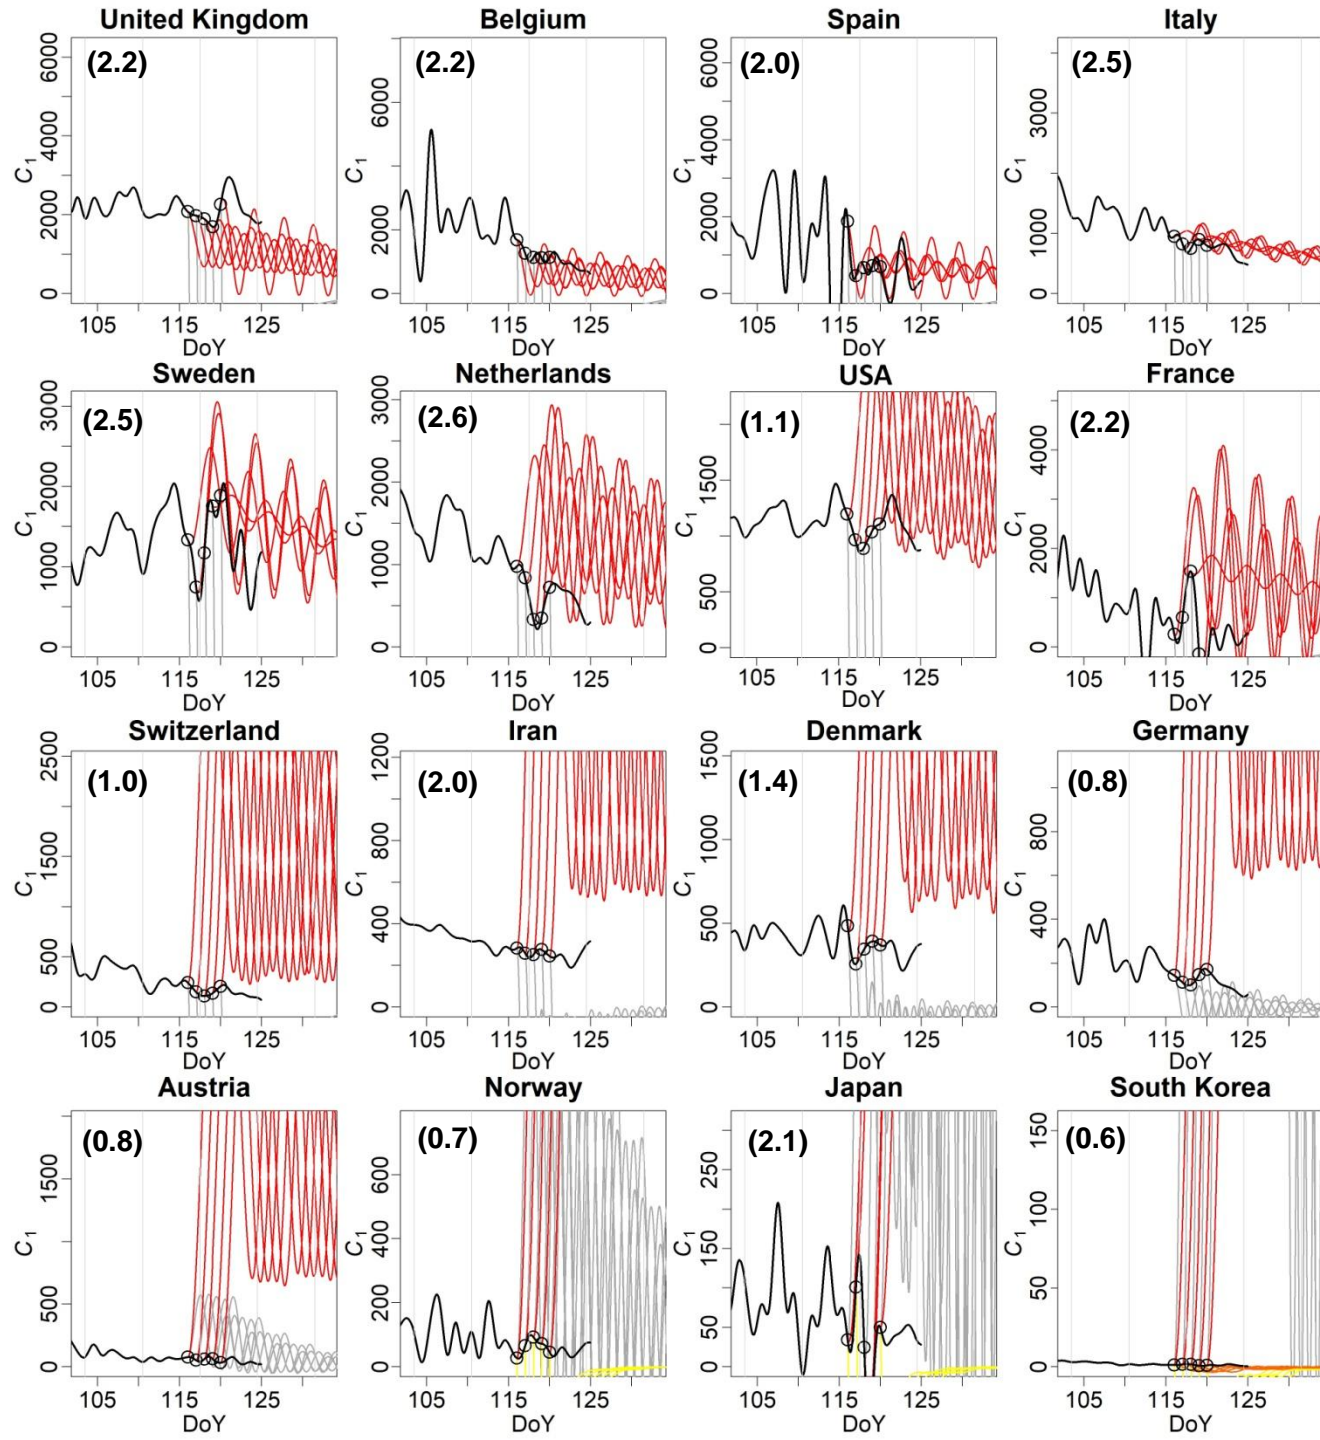 United Kingdom Belgium Spain Italy
(2.2) (2.2) (2.0) (2.5)
C1 0 2000 4000 6000 C1 0 2000 6000 C1 0 2000 4000 6000 C1 0 1000 3000
105 115 125 105 115 125 105 115 125 105 115 125
DoY DoY DoY DoY
Sweden Netherlands USA France
(2.5) (2.6) (1.1) (2.2)
C1 0 1000 2000 3000 C1 0 1000 2000 3000 C1 0 500 1500 C1 0 2000 4000
105 115 125 105 115 125 105 115 125 105 115 125
DoY DoY DoY DoY
Switzerland Iran Denmark Germany
(1.0) (2.0) (1.4) (0.8)
C1 0 500 1500 2500 C1 0 400 800 1200 C1 0 500 1000 1500 C1 0 400 800
105 115 125 105 115 125 105 115 125 105 115 125
DoY DoY DoY DoY
Austria Norway Japan South Korea
(0.8) (0.7) (2.1) (0.6)
C1 0 500 1500 C1 0 200 400 600 C1 0 50 150 250 C1 0 50 100 150
105 115 125 105 115 125 105 115 125 105 115 125
DoY DoY DoY DoY